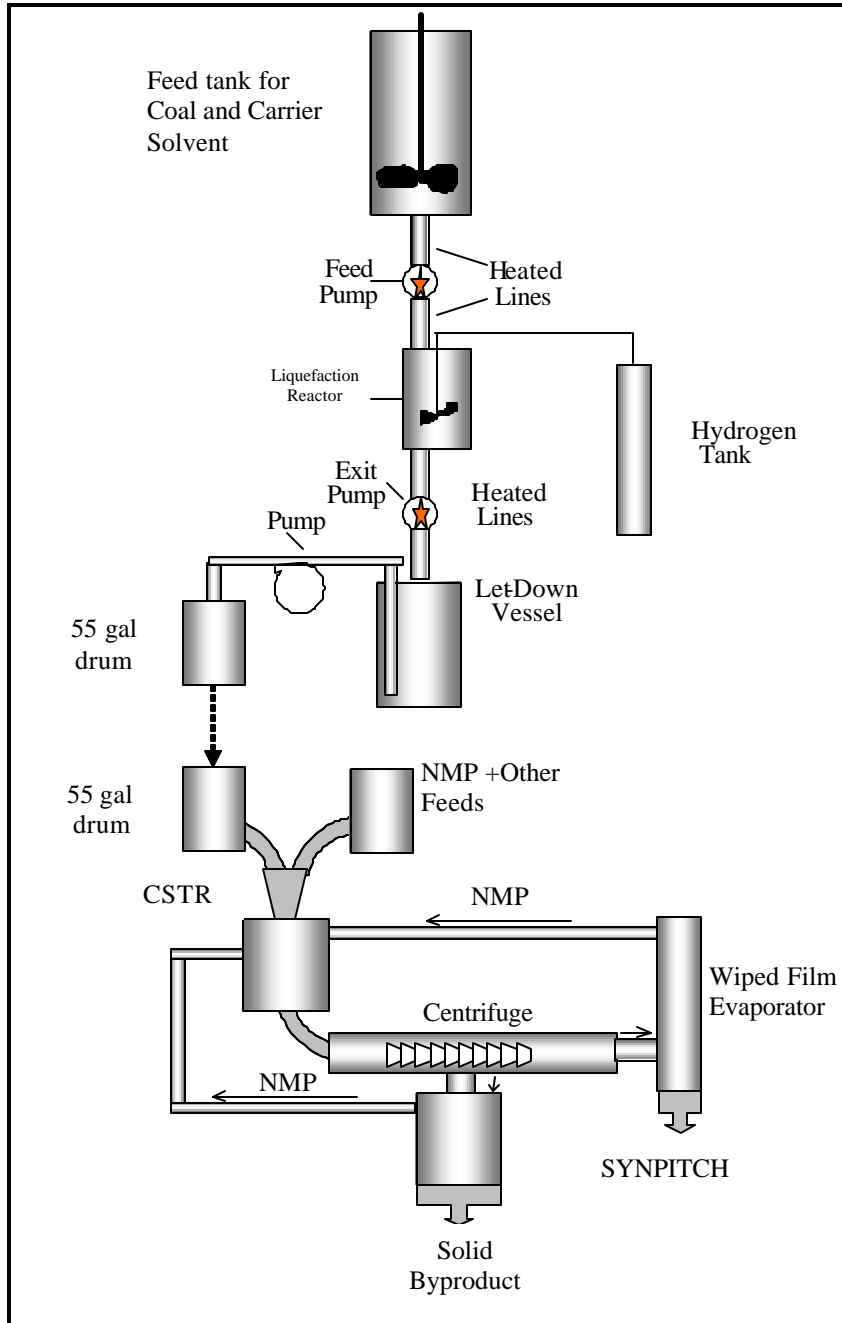 Feed tank for
Coal and Carrier
Solvent
Feed
Pump
Heated
Lines
Liquefaction
Reactor
Hydrogen
Tank
Exit
Pump
Heated
Lines
Pump
Let-Down
Vessel
55 gal
drum
55 gal
drum
NMP +Other
Feeds
CSTR
NMP
Wiped Film
Evaporator
Centrifuge
NMP
SYNPITCH
Solid
Byproduct